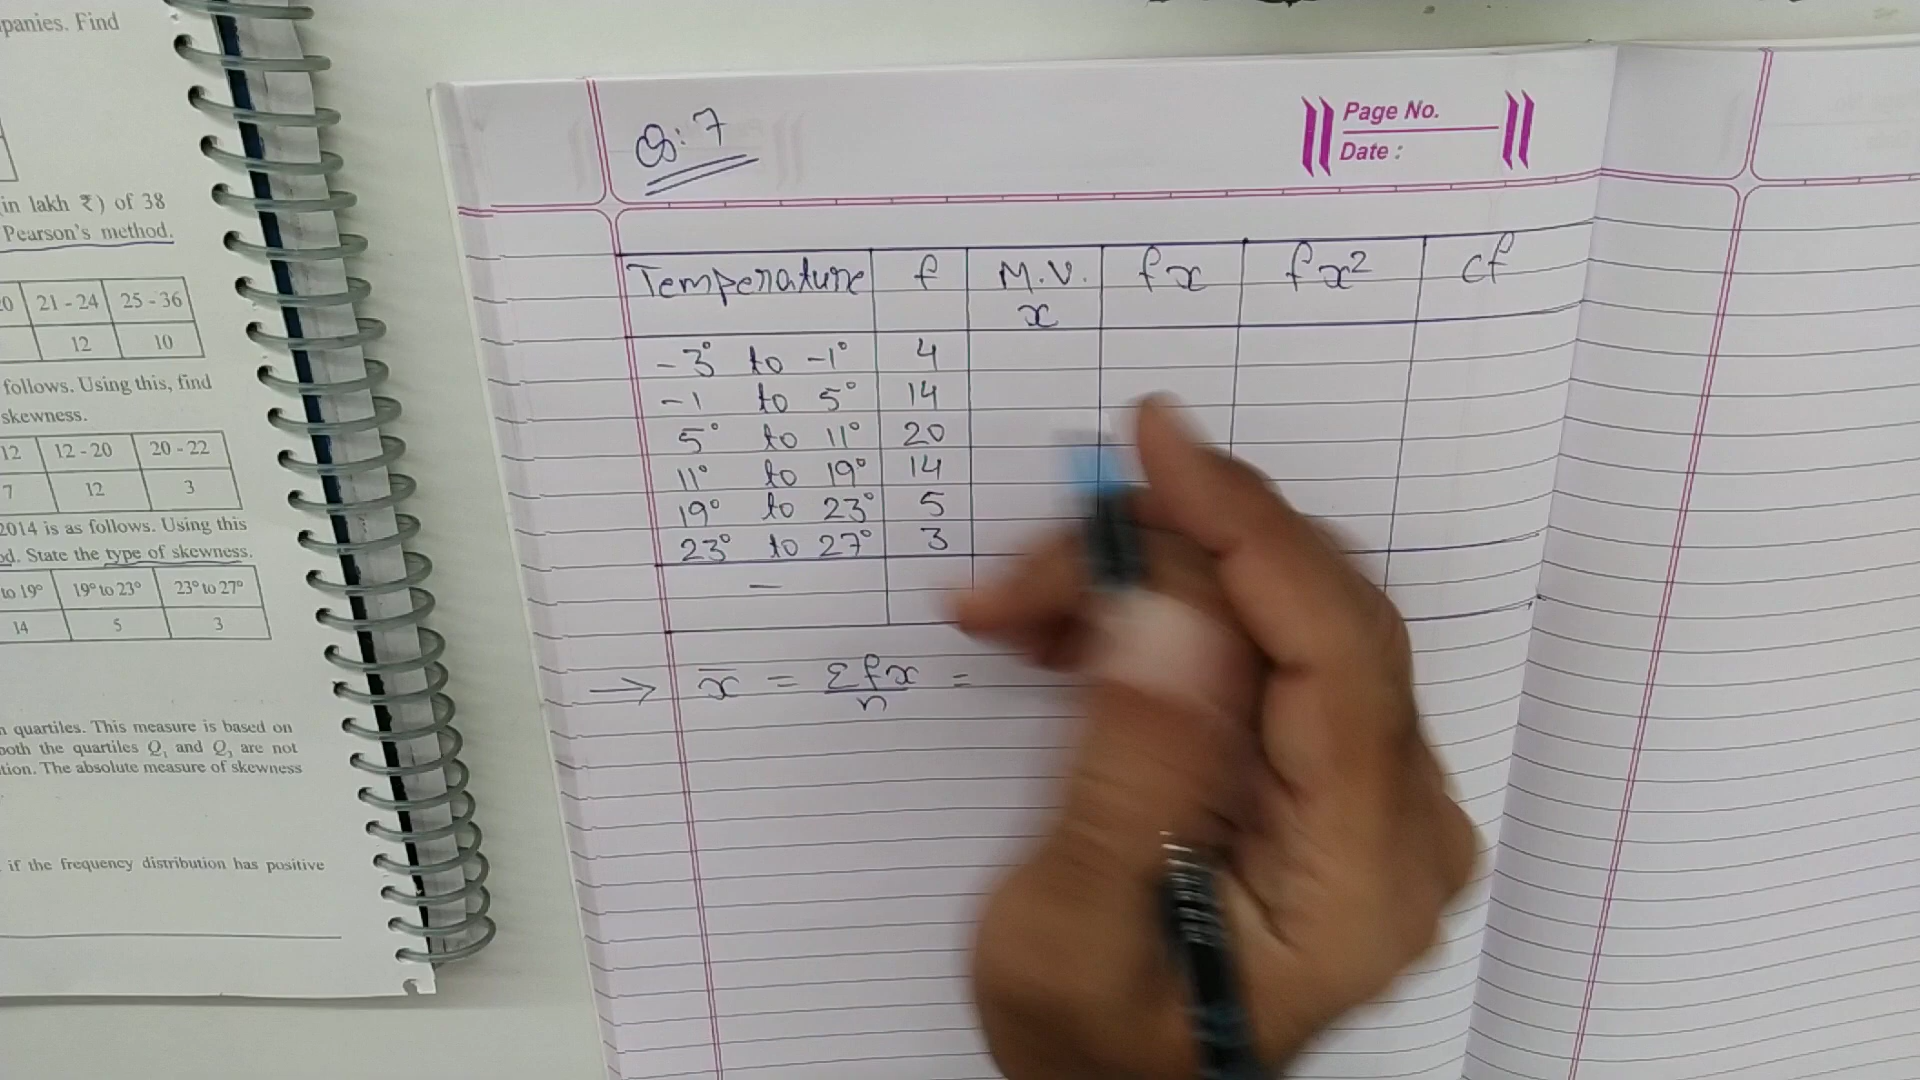 panies. Find
in lakh ₹) of 38
Pearson's method.
0 21 - 24 25 - 36
12 10
follows. Using this, find
skewness.
12 12 - 20 20 - 22
7 12 3
2014 is as follows. Using this
od. State the type of skewness.
to 19° 19° to 23° 23° to 27°
14 5 3
n quartiles. This measure is based on
both the quartiles Q₁ and Q₃ are not
tion. The absolute measure of skewness
if the frequency distribution has positive
Q:7
Page No.
Date :
Temperature f M.V. x fx fx² cf
-3° to -1° 4
-1 to 5° 14
5° to 11° 20
11° to 19° 14
19° to 23° 5
23° to 27° 3
—
→ x̄ = Σfx/n =